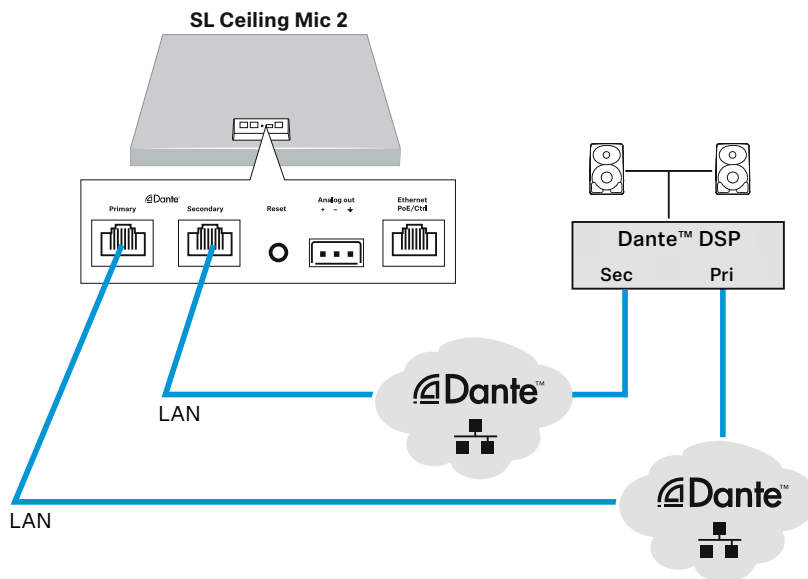 SL Ceiling Mic 2
Dante™
Primary
Secondary
Reset
Analog out
+ - ⏚
Ethernet
PoE/Ctrl
Dante™ DSP
Sec Pri
LAN
Dante™
LAN
Dante™